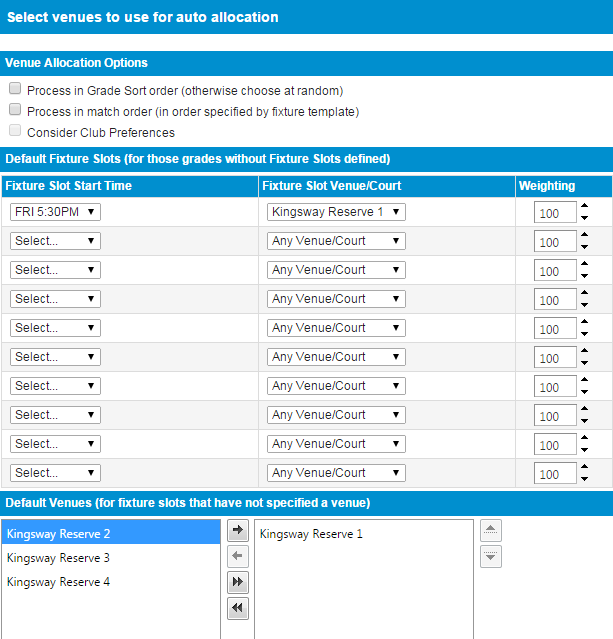 Select venues to use for auto allocation
Venue Allocation Options
Process in Grade Sort order (otherwise choose at random)
Process in match order (in order specified by fixture template)
Consider Club Preferences
Default Fixture Slots (for those grades without Fixture Slots defined)
Fixture Slot Start Time Fixture Slot Venue/Court Weighting
FRI 5:30PM Kingsway Reserve 1 100
Select... Any Venue/Court 100
Select... Any Venue/Court 100
Select... Any Venue/Court 100
Select... Any Venue/Court 100
Select... Any Venue/Court 100
Select... Any Venue/Court 100
Select... Any Venue/Court 100
Select... Any Venue/Court 100
Select... Any Venue/Court 100
Default Venues (for fixture slots that have not specified a venue)
Kingsway Reserve 2 Kingsway Reserve 1
Kingsway Reserve 3
Kingsway Reserve 4